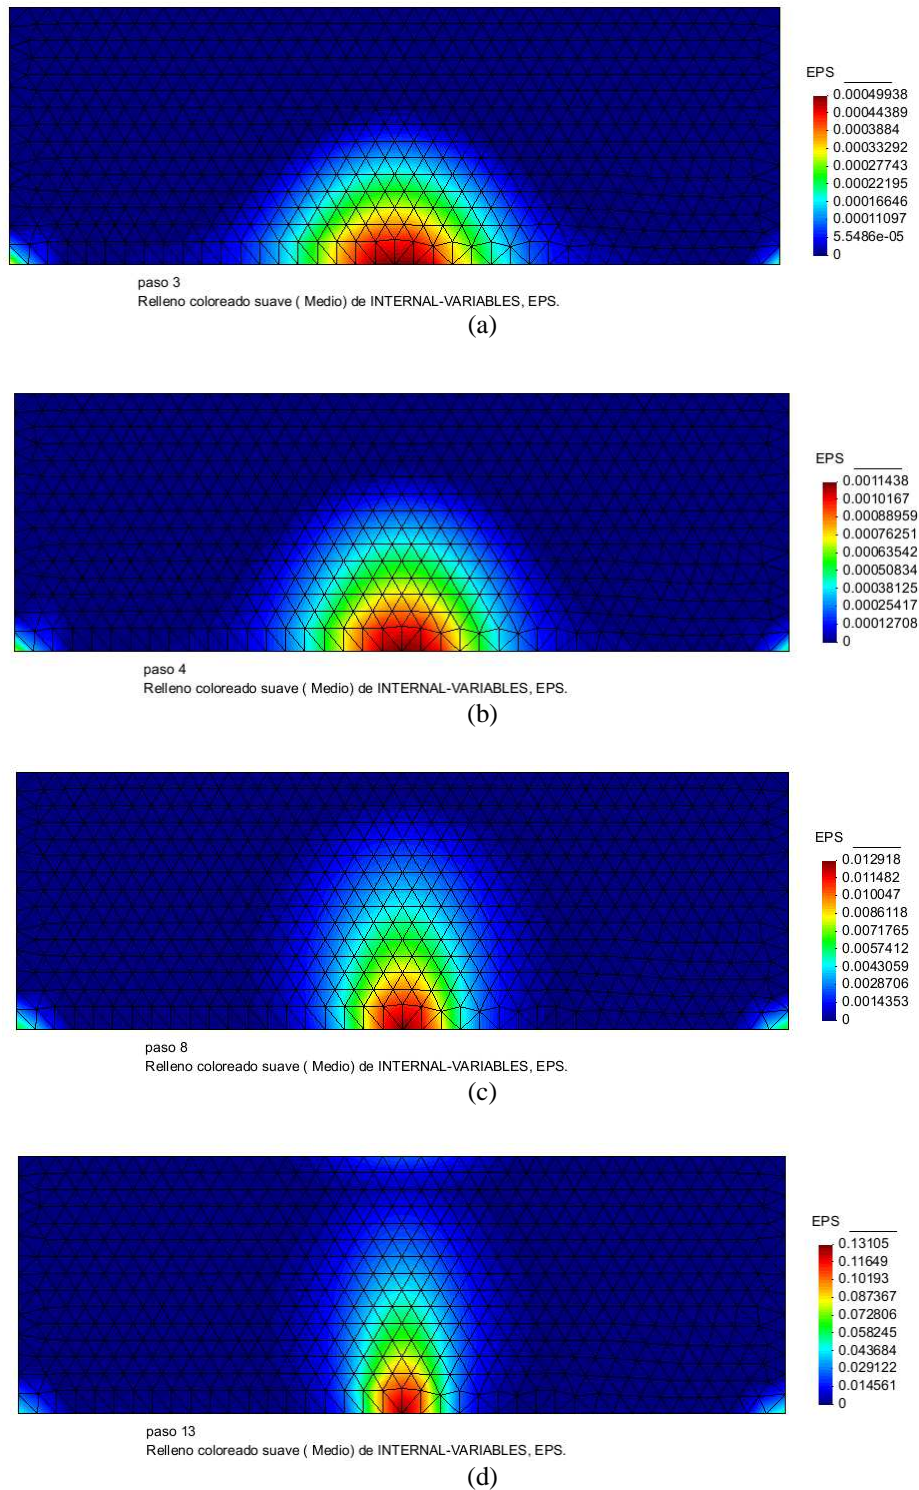 EPS
0.00049938
0.00044389
0.0003884
0.00033292
0.00027743
0.00022195
0.00016646
0.00011097
5.5486e-05
0
paso 3
Relleno coloreado suave ( Medio) de INTERNAL-VARIABLES, EPS.
(a)
EPS
0.0011438
0.0010167
0.00088959
0.00076251
0.00063542
0.00050834
0.00038125
0.00025417
0.00012708
0
paso 4
Relleno coloreado suave ( Medio) de INTERNAL-VARIABLES, EPS.
(b)
EPS
0.012918
0.011482
0.010047
0.0086118
0.0071765
0.0057412
0.0043059
0.0028706
0.0014353
0
paso 8
Relleno coloreado suave ( Medio) de INTERNAL-VARIABLES, EPS.
(c)
EPS
0.13105
0.11649
0.10193
0.087367
0.072806
0.058245
0.043684
0.029122
0.014561
0
paso 13
Relleno coloreado suave ( Medio) de INTERNAL-VARIABLES, EPS.
(d)